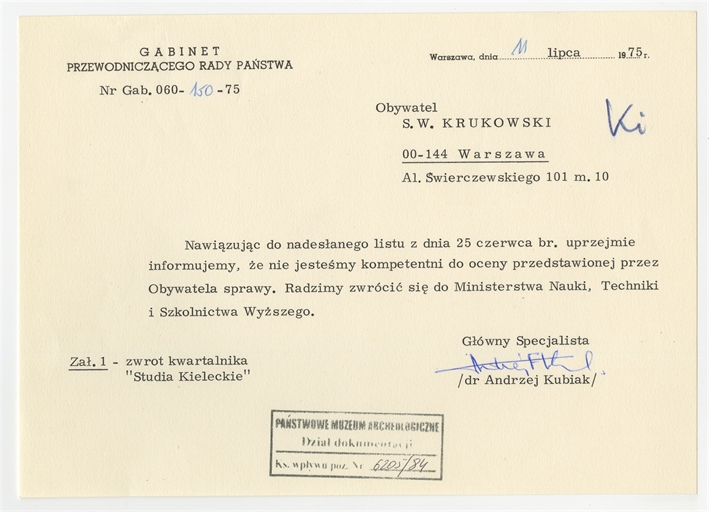 GABINET
PRZEWODNICZĄCEGO RADY PAŃSTWA
Nr Gab. 060-150-75
Warszawa, dnia 11 lipca 1975 r.
Obywatel
S.W. KRUKOWSKI
Ki
00-144 Warszawa
Al. Świerczewskiego 101 m. 10
Nawiązując do nadesłanego listu z dnia 25 czerwca br. uprzejmie
informujemy, że nie jesteśmy kompetentni do oceny przedstawionej przez
Obywatela sprawy. Radzimy zwrócić się do Ministerstwa Nauki, Techniki
i Szkolnictwa Wyższego.
Główny Specjalista
/dr Andrzej Kubiak/
Zał. 1 - zwrot kwartalnika
"Studia Kieleckie"
PAŃSTWOWE MUZEUM ARCHEOLOGICZNE
Dział dokumentacji
Ks. wpływu poz. Nr 6205/84